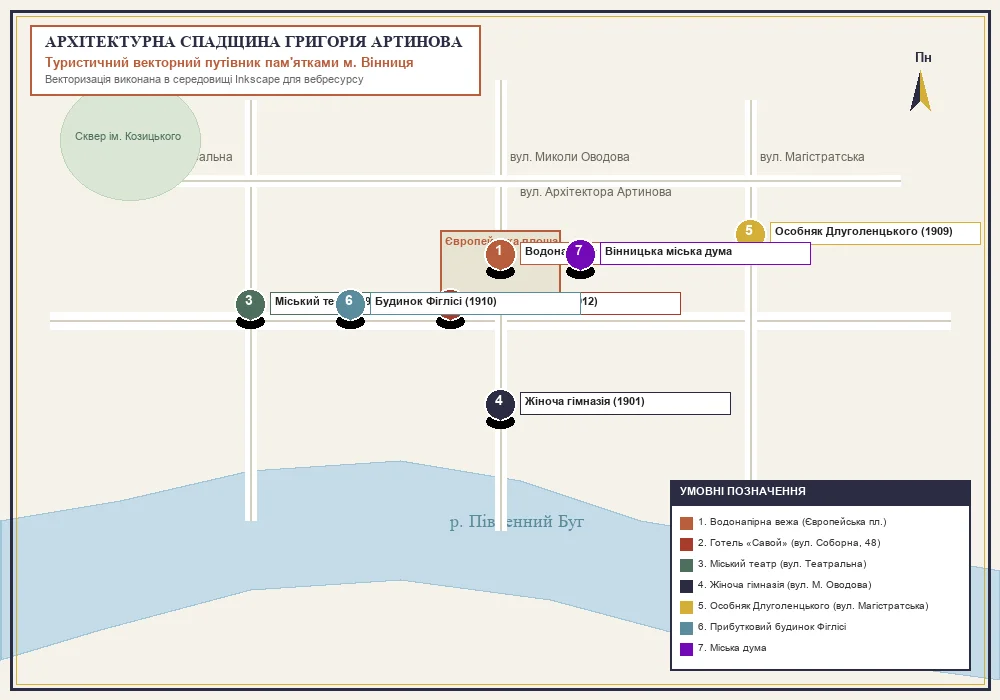 АРХІТЕКТУРНА СПАДЩИНА ГРИГОРІЯ АРТИНОВА
Туристичний векторний путівник пам'ятками м. Вінниця
Векторизація виконана в середовищі Inkscape для вебресурсу
Пн
Сквер ім. Козицького
альна
вул. Миколи Оводова
вул. Магістратська
вул. Архітектора Артинова
5 Особняк Длуголенського (1909)
1 Водона
7 Вінницька міська дума
3 Міський те
6 Будинок Фіглісі (1910)
12)
4 Жіноча гімназія (1901)
р. Пів енний Буг
УМОВНІ ПОЗНАЧЕННЯ
1. Водонапірна вежа (Європейська пл.)
2. Готель «Савой» (вул. Соборна, 48)
3. Міський театр (вул. Театральна)
4. Жіноча гімназія (вул. М. Оводова)
5. Особняк Длуголенського (вул. Магістратська)
6. Прибутковий будинок Фіглісі
7. Міська дума